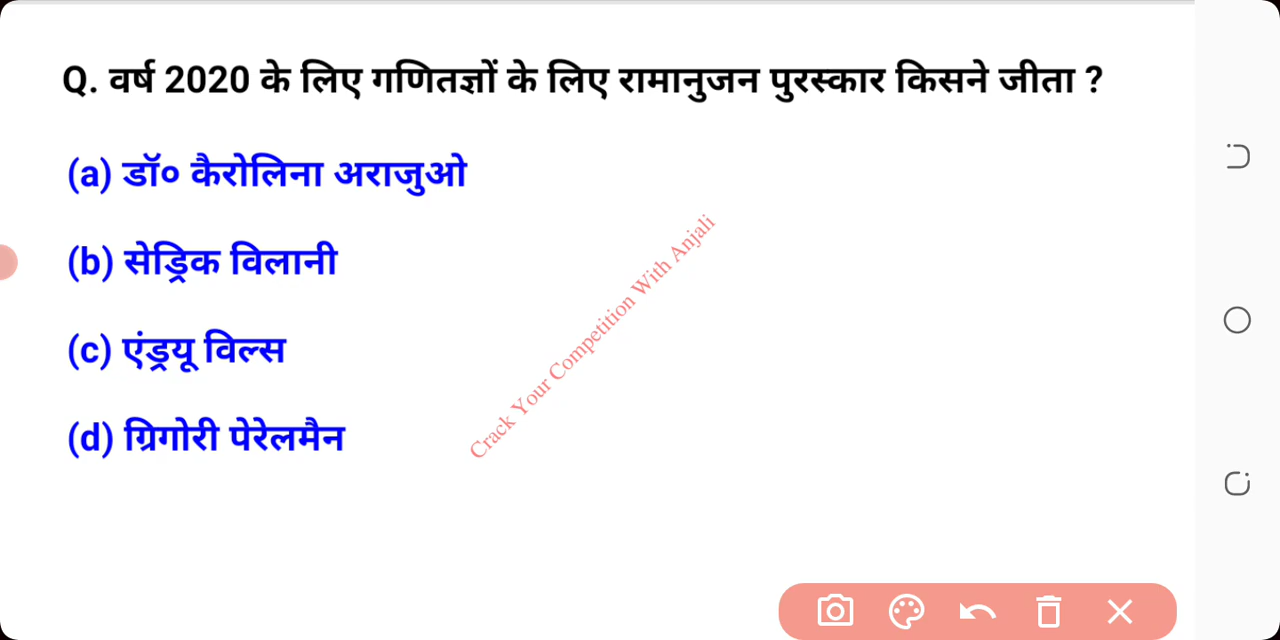 Q. वर्ष 2020 के लिए गणितज्ञों के लिए रामानुजन पुरस्कार किसने जीता ?
(a) डॉ० कैरोलिना अराजुओ
(b) सेड्रिक विलानी
(c) एंड्रयू विल्स
(d) ग्रिगोरी पेरेलमैन
Crack Your Competition With Anjali